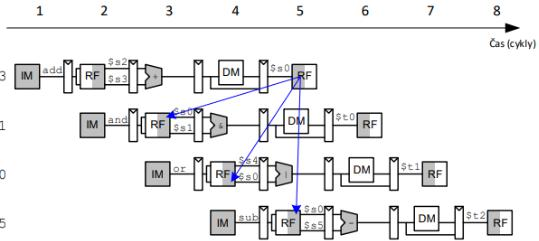 1 2 3 4 5 6 7 8
Čas (cykly)
3 IM add RF $s2 $s3 + DM $s0 RF
1 IM and RF $s0 $s1 & DM $t0 RF
0 IM or RF $s4 $s0 | DM $t1 RF
5 IM sub RF $s0 $s5 - DM $t2 RF